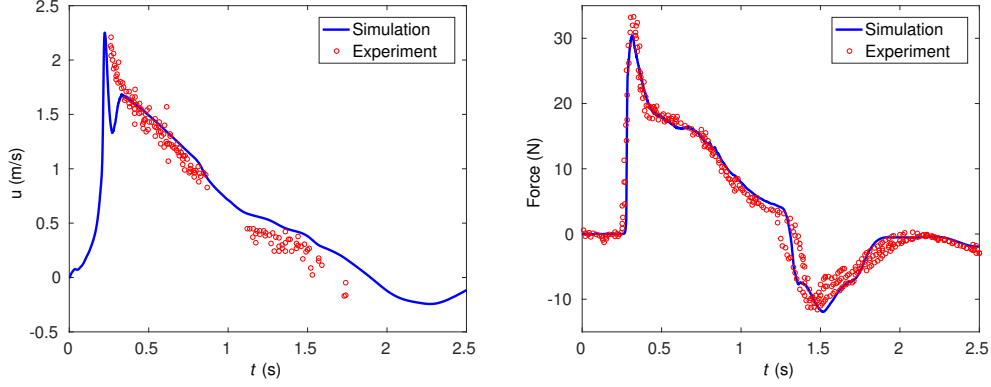 2.5
2
1.5
1
0.5
0
-0.5
u (m/s)
0 0.5 1 1.5 2 2.5
t (s)
Simulation
Experiment
30
20
10
0
-10
Force (N)
0 0.5 1 1.5 2 2.5
t (s)
Simulation
Experiment